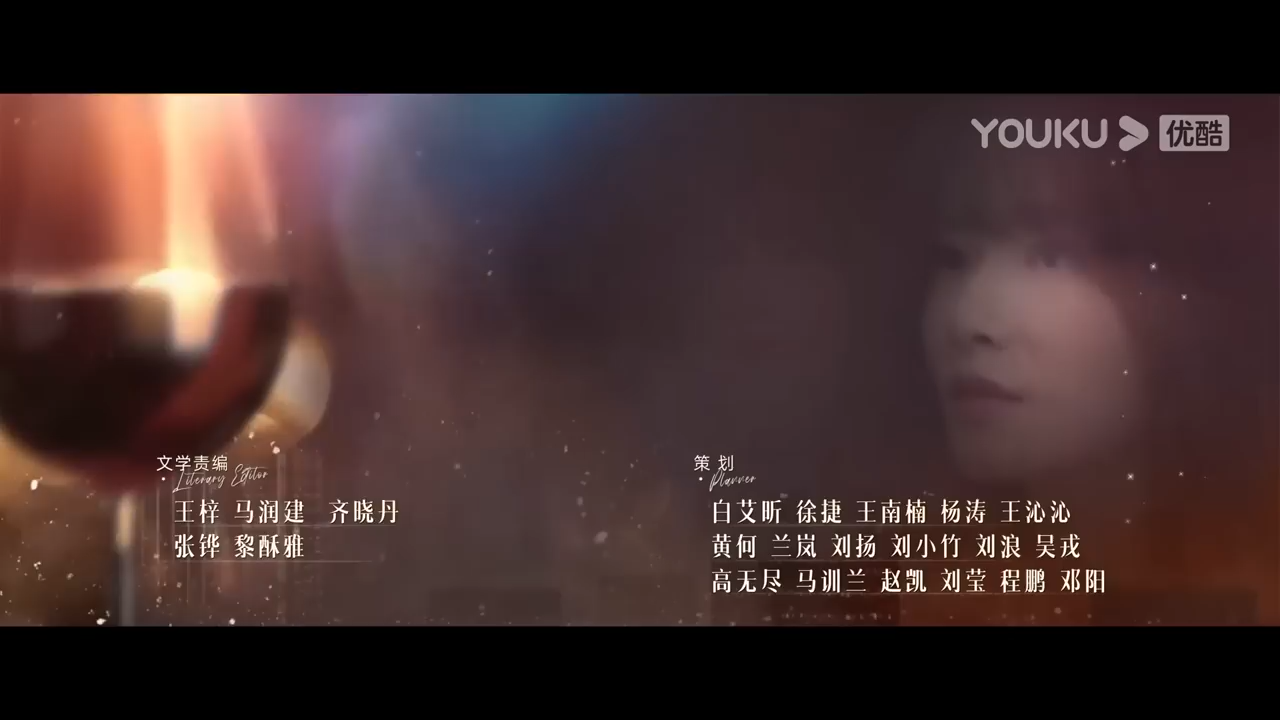 YOUKU 优酷
文学责编
Literary Editor
王梓 马润建 齐晓丹
张铧 黎酥雅
策划
Planner
白艾昕 徐捷 王南楠 杨涛 王沁沁
黄何 兰岚 刘扬 刘小竹 刘浪 吴戎
高无尽 马训兰 赵凯 刘莹 程鹏 邓阳